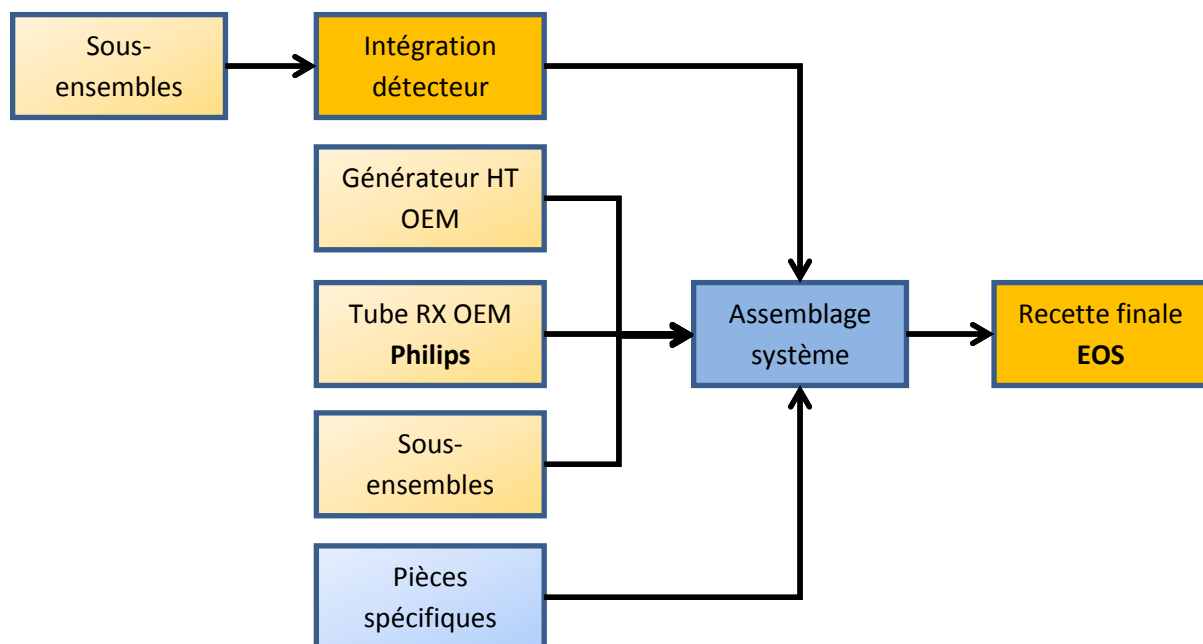 Sous-
ensembles
Intégration
détecteur
Générateur HT
OEM
Tube RX OEM
Philips
Sous-
ensembles
Pièces
spécifiques
Assemblage
système
Recette finale
EOS